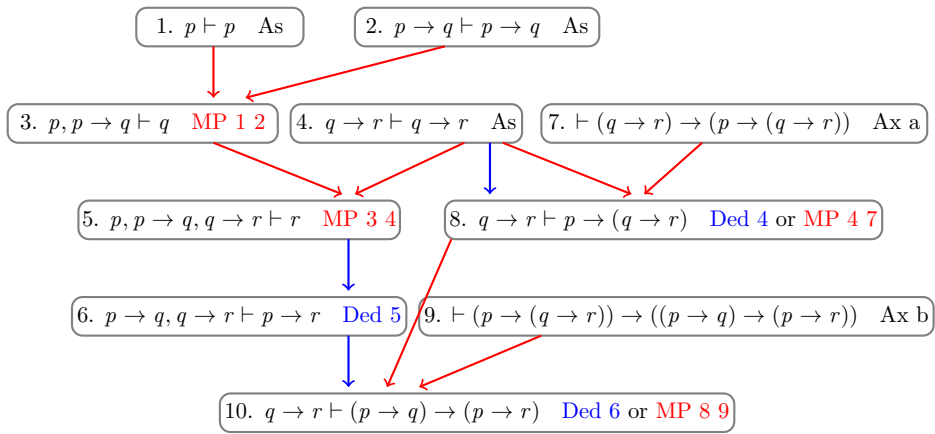 1. p ⊢ p As
2. p → q ⊢ p → q As
3. p, p → q ⊢ q MP 1 2
4. q → r ⊢ q → r As
7. ⊢ (q → r) → (p → (q → r)) Ax a
5. p, p → q, q → r ⊢ r MP 3 4
8. q → r ⊢ p → (q → r) Ded 4 or MP 4 7
6. p → q, q → r ⊢ p → r Ded 5
9. ⊢ (p → (q → r)) → ((p → q) → (p → r)) Ax b
10. q → r ⊢ (p → q) → (p → r) Ded 6 or MP 8 9